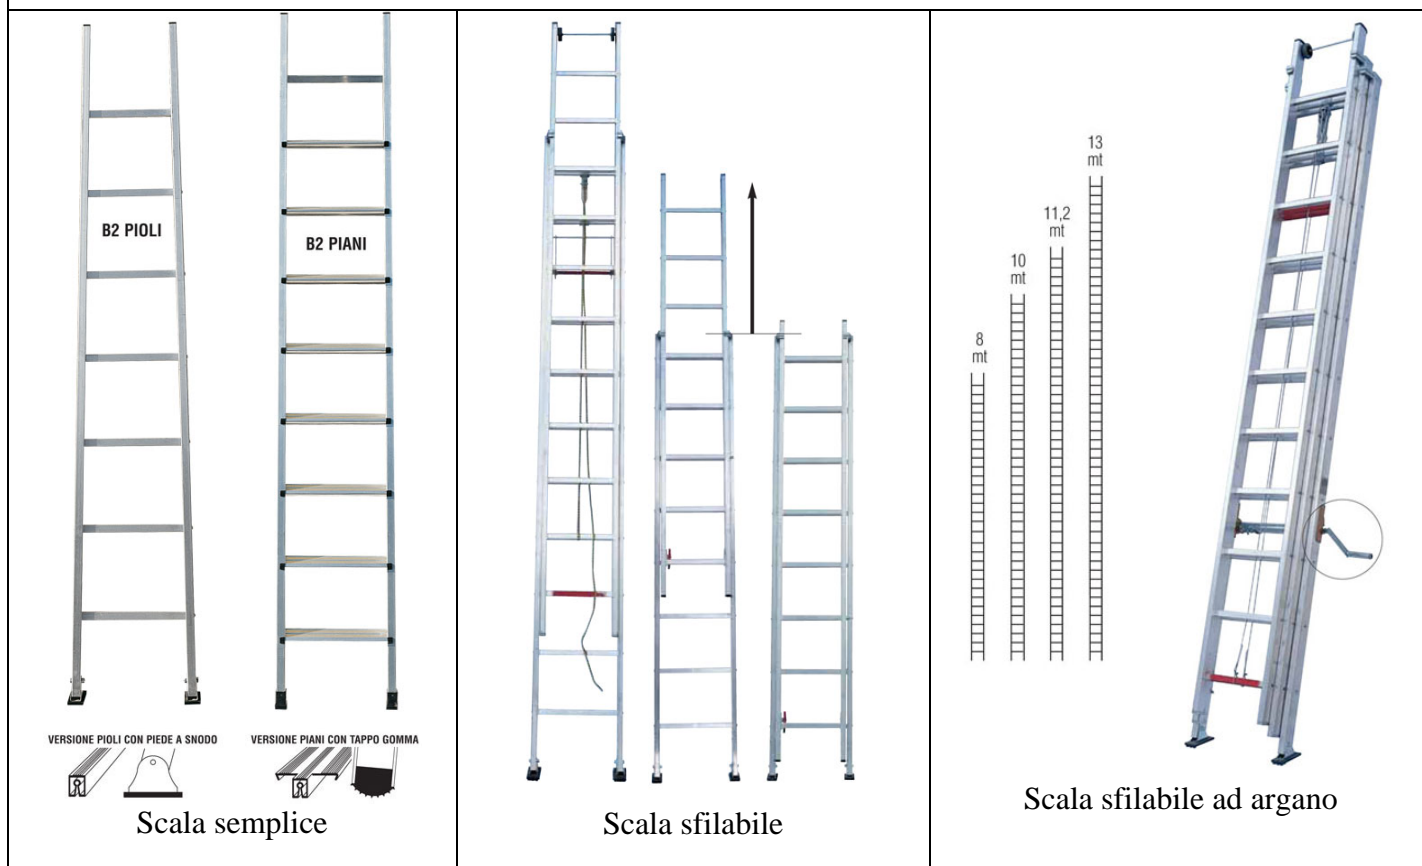 B2 PIOLI
B2 PIANI
VERSIONE PIOLI CON PIEDE A SNODO
VERSIONE PIANI CON TAPPO GOMMA
Scala semplice
Scala sfilabile
8
mt
10
mt
11,2
mt
13
mt
Scala sfilabile ad argano